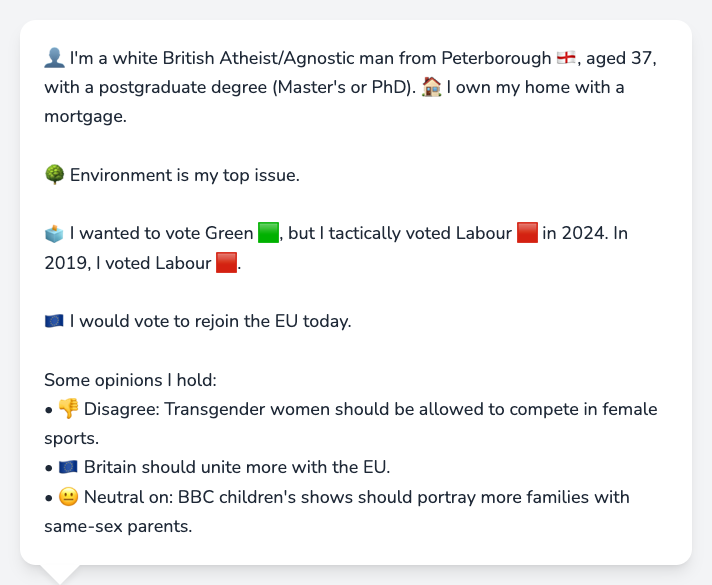 👤 I'm a white British Atheist/Agnostic man from Peterborough 🏴󠁧󠁢󠁥󠁮󠁧󠁿, aged 37,
with a postgraduate degree (Master's or PhD). 🏠 I own my home with a
mortgage.
🌳 Environment is my top issue.
🗳️ I wanted to vote Green 🟩, but I tactically voted Labour 🟥 in 2024. In
2019, I voted Labour 🟥.
🇪🇺 I would vote to rejoin the EU today.
Some opinions I hold:
• 👎 Disagree: Transgender women should be allowed to compete in female
sports.
• 🇪🇺 Britain should unite more with the EU.
• 😐 Neutral on: BBC children's shows should portray more families with
same-sex parents.